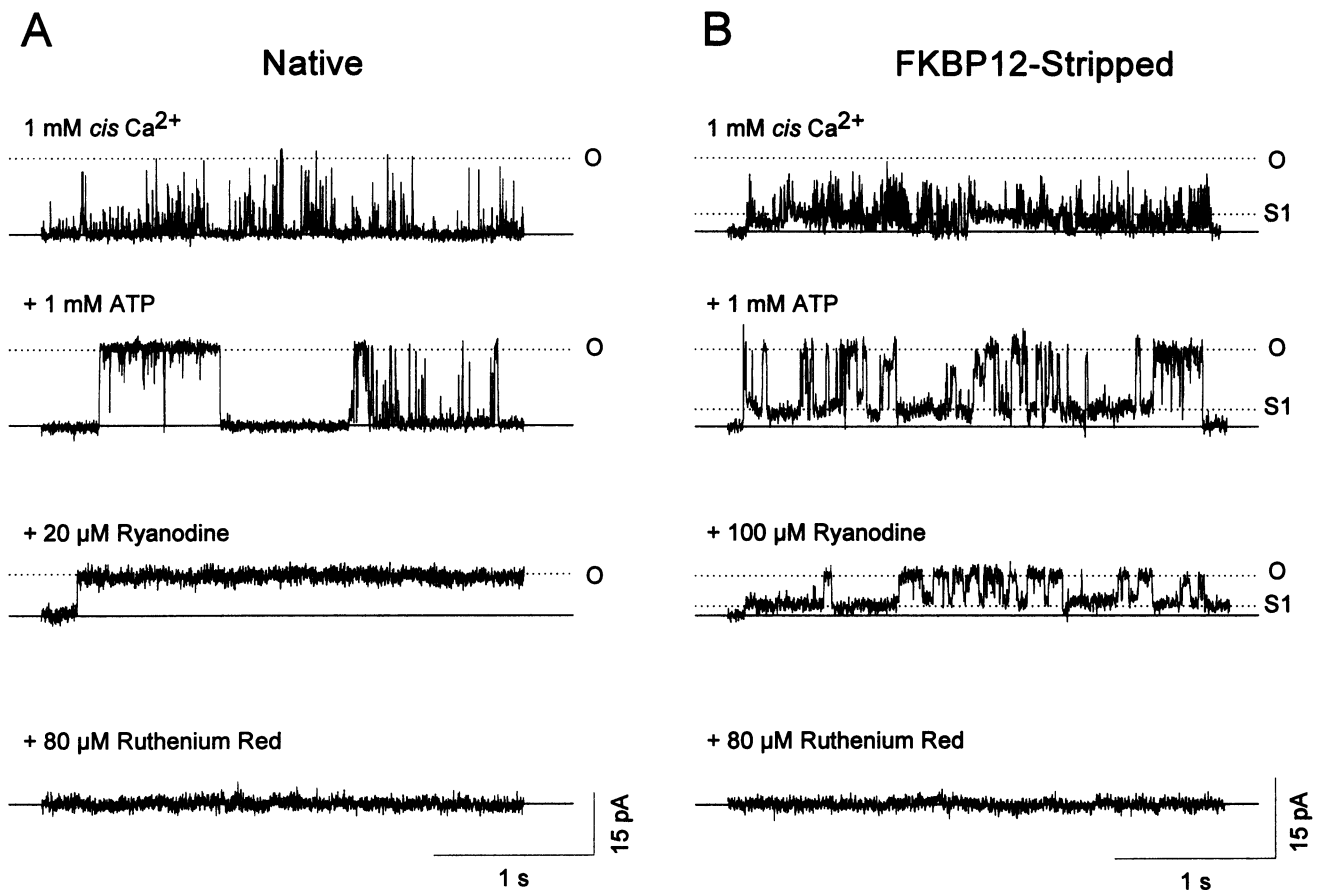 A
Native
1 mM cis Ca2+
O
+ 1 mM ATP
O
+ 20 µM Ryanodine
O
+ 80 µM Ruthenium Red
15 pA
1 s
B
FKBP12-Stripped
1 mM cis Ca2+
O
S1
+ 1 mM ATP
O
S1
+ 100 µM Ryanodine
O
S1
+ 80 µM Ruthenium Red
15 pA
1 s